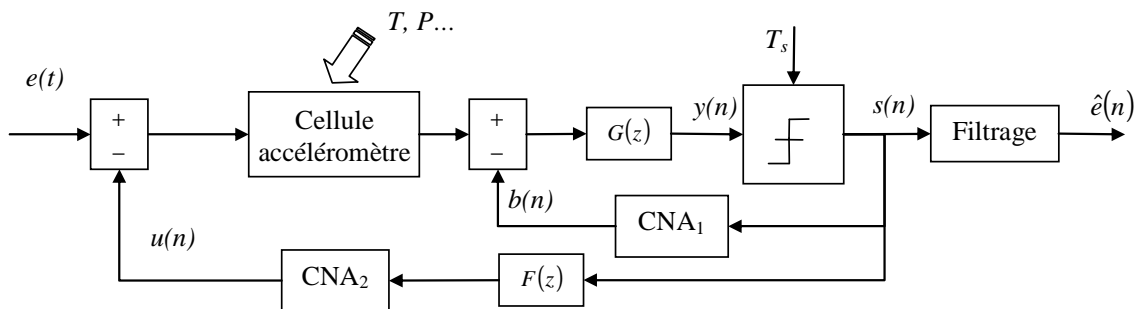 T, P...
T_s
e(t)
+
−
Cellule
accéléromètre
+
−
G(z)
y(n)
s(n)
Filtrage
ê(n)
b(n)
CNA₁
u(n)
CNA₂
F(z)